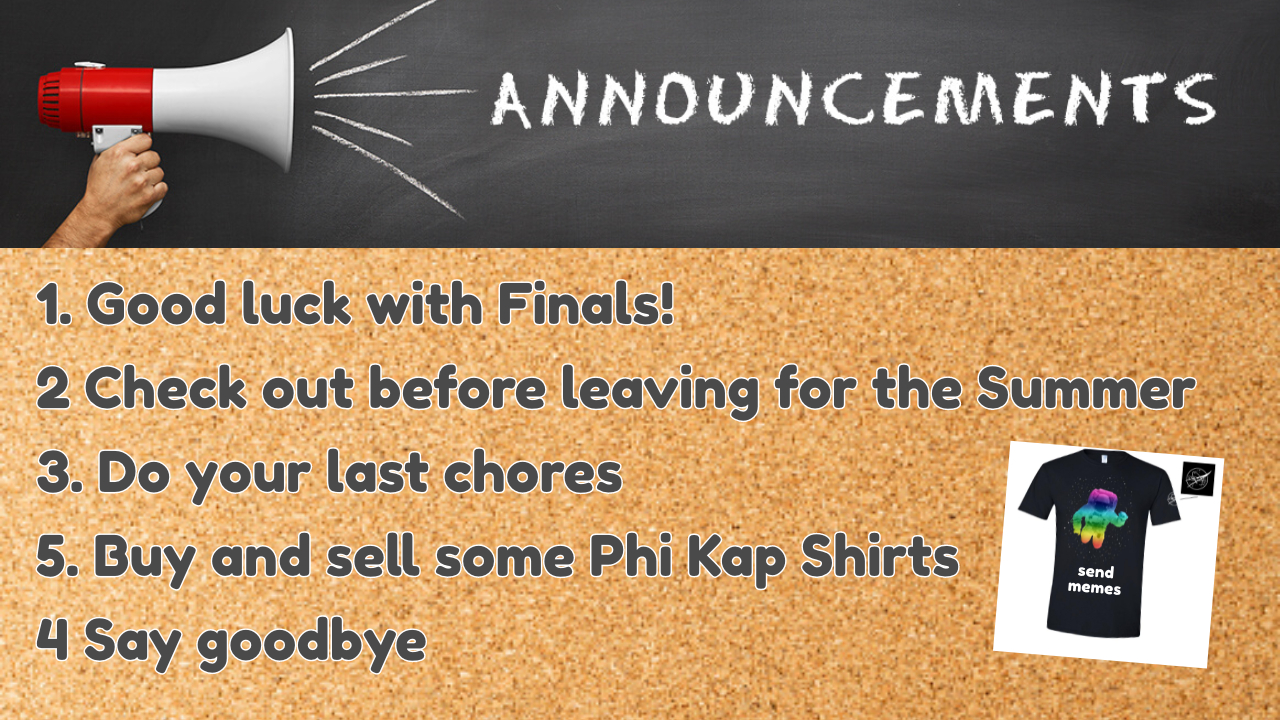 ANNOUNCEMENTS
1. Good luck with Finals!
2 Check out before leaving for the Summer
3. Do your last chores
5. Buy and sell some Phi Kap Shirts
4 Say goodbye
send
memes